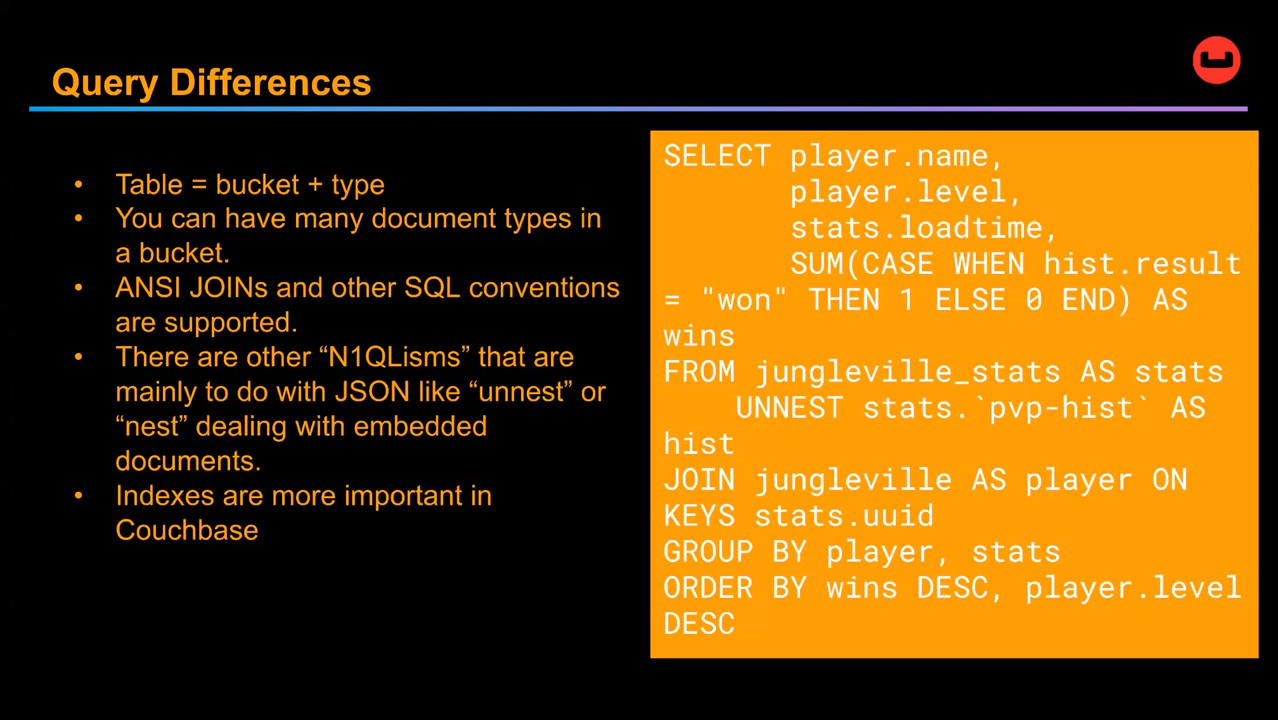 Query Differences
• Table = bucket + type
• You can have many document types in
a bucket.
• ANSI JOINs and other SQL conventions
are supported.
• There are other “N1QLisms” that are
mainly to do with JSON like “unnest” or
“nest” dealing with embedded
documents.
• Indexes are more important in
Couchbase
SELECT player.name,
player.level,
stats.loadtime,
SUM(CASE WHEN hist.result
= "won" THEN 1 ELSE 0 END) AS
wins
FROM jungleville_stats AS stats
UNNEST stats.`pvp-hist` AS
hist
JOIN jungleville AS player ON
KEYS stats.uuid
GROUP BY player, stats
ORDER BY wins DESC, player.level
DESC